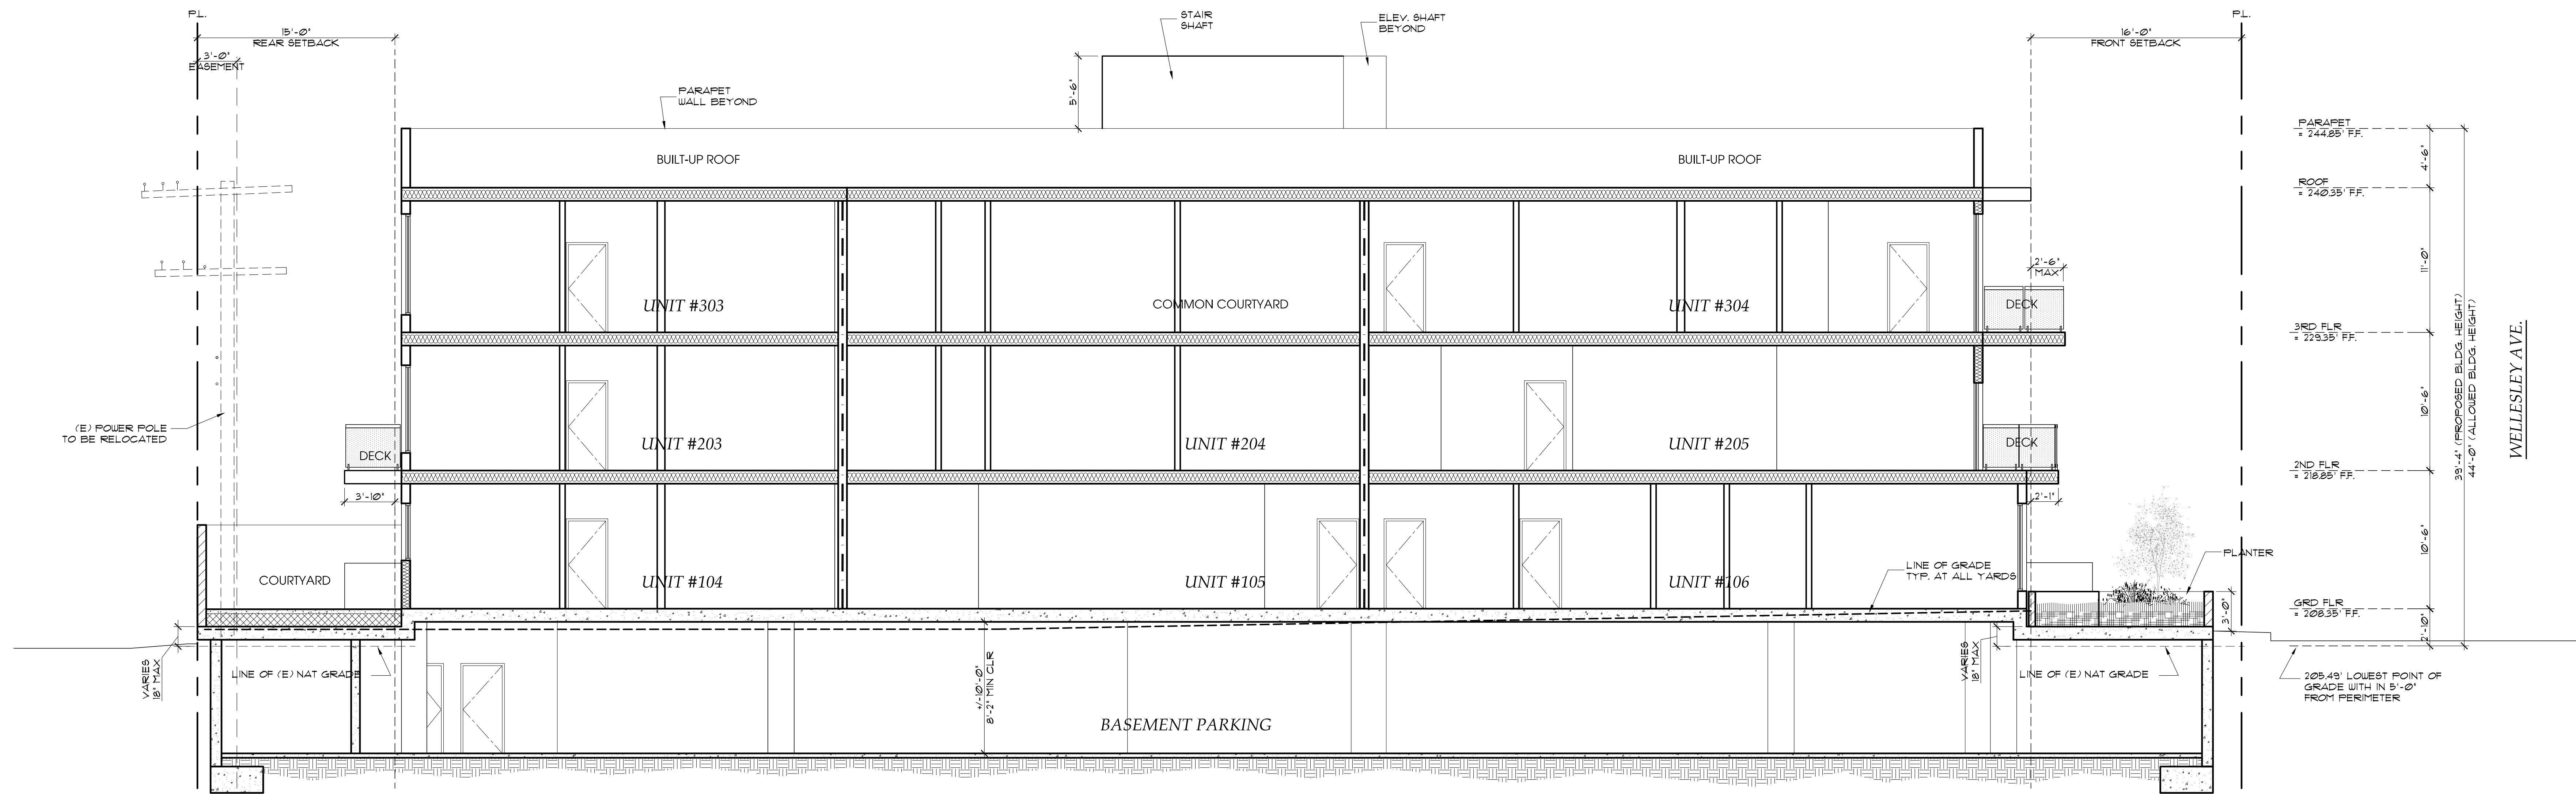 P.L.
15'-0"
REAR SETBACK
3'-0"
EASEMENT
STAIR
SHAFT
ELEV. SHAFT
BEYOND
P.L.
16'-0"
FRONT SETBACK
PARAPET
WALL BEYOND
5'-6"
BUILT-UP ROOF
BUILT-UP ROOF
PARAPET
= 244.85' F.F.
4'-6"
ROOF
= 240.35' F.F.
11'-0"
2'-6"
MAX
UNIT #303
COMMON COURTYARD
UNIT #304
DECK
3RD FLR
= 229.35' F.F.
10'-6"
39'-4" (PROPOSED BLDG. HEIGHT)
44'-0" (ALLOWED BLDG. HEIGHT)
WELLESLEY AVE.
(E) POWER POLE
TO BE RELOCATED
DECK
UNIT #203
UNIT #204
UNIT #205
DECK
2ND FLR
= 218.85' F.F.
3'-10"
2'-1"
10'-6"
COURTYARD
UNIT #104
UNIT #105
UNIT #106
LINE OF GRADE
TYP. AT ALL YARDS
PLANTER
GRD FLR
= 208.35' F.F.
3'-0"
2'-10"
VARIES
18" MAX
LINE OF (E) NAT GRADE
+/-10'-0"
8'-2" MIN CLR
VARIES
18" MAX
LINE OF (E) NAT GRADE
205.49' LOWEST POINT OF
GRADE WITH IN 5'-0"
FROM PERIMETER
BASEMENT PARKING